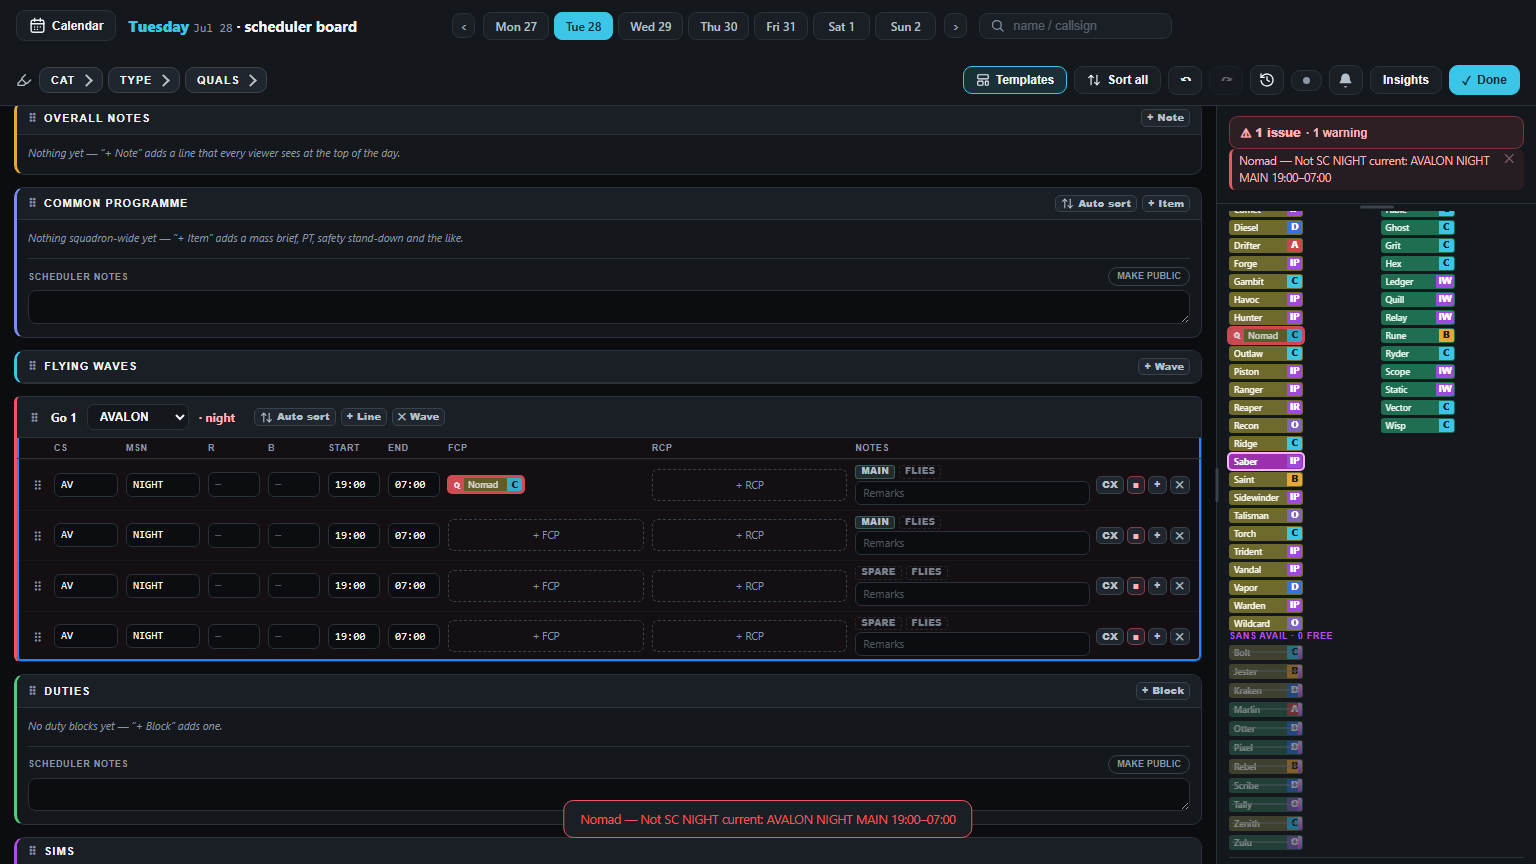 Calendar
Tuesday Jul 28 · scheduler board
‹ Mon 27 Tue 28 Wed 29 Thu 30 Fri 31 Sat 1 Sun 2 ›
name / callsign
CAT TYPE QUALS
Templates Sort all Insights ✓ Done
OVERALL NOTES
+ Note
Nothing yet — "+ Note" adds a line that every viewer sees at the top of the day.
COMMON PROGRAMME
Auto sort + Item
Nothing squadron-wide yet — "+ Item" adds a mass brief, PT, safety stand-down and the like.
SCHEDULER NOTES
MAKE PUBLIC
FLYING WAVES
+ Wave
Go 1 AVALON · night Auto sort + Line ✕ Wave
CS MSN R B START END FCP RCP NOTES
AV NIGHT – – 19:00 07:00 Q Nomad C + RCP MAIN FLIES Remarks CX ■ + ✕
AV NIGHT – – 19:00 07:00 + FCP + RCP MAIN FLIES Remarks CX ■ + ✕
AV NIGHT – – 19:00 07:00 + FCP + RCP SPARE FLIES Remarks CX ■ + ✕
AV NIGHT – – 19:00 07:00 + FCP + RCP SPARE FLIES Remarks CX ■ + ✕
DUTIES
+ Block
No duty blocks yet — "+ Block" adds one.
SCHEDULER NOTES
MAKE PUBLIC
Nomad — Not SC NIGHT current: AVALON NIGHT MAIN 19:00–07:00
SIMS
⚠ 1 issue · 1 warning
Nomad — Not SC NIGHT current: AVALON NIGHT
MAIN 19:00–07:00
Diesel D
Drifter A
Forge IP
Gambit C
Havoc IP
Hunter IP
Q Nomad C
Outlaw C
Piston IP
Ranger IP
Reaper IR
Recon O
Ridge C
Saber IP
Saint B
Sidewinder IP
Talisman O
Torch C
Trident IP
Vandal IP
Vapor D
Warden IP
Wildcard O
Ghost C
Grit C
Hex C
Ledger IW
Quill IW
Relay IW
Rune B
Ryder C
Scope IW
Static IW
Vector C
Wisp C
SANS AVAIL · 0 FREE
Bolt C
Jester B
Kraken D
Marlin A
Otter D
Pixel D
Rebel B
Scribe D
Tally O
Zenith C
Zulu O